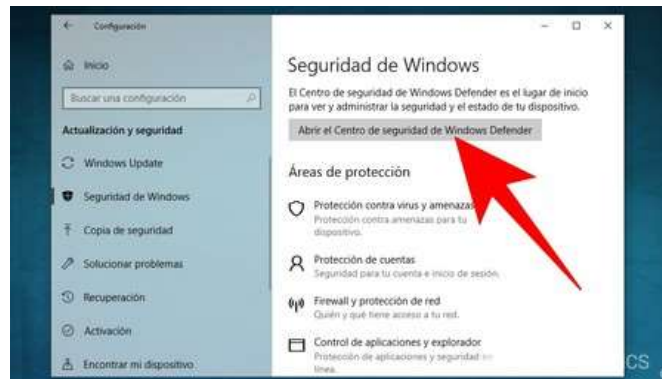 Configuración
Inicio
Buscar una configuración
Actualización y seguridad
Windows Update
Seguridad de Windows
Copia de seguridad
Solucionar problemas
Recuperación
Activación
Encontrar mi dispositivo
Seguridad de Windows
El Centro de seguridad de Windows Defender es el lugar de inicio
para ver y administrar la seguridad y el estado de tu dispositivo.
Abrir el Centro de seguridad de Windows Defender
Áreas de protección
Protección contra virus y amenazas
Protección contra amenazas para tu
dispositivo.
Protección de cuentas
Seguridad para tu cuenta e inicio de sesión.
Firewall y protección de red
Quién y qué tiene acceso a tu red.
Control de aplicaciones y explorador
Protección de aplicaciones y seguridad en
línea.
CS